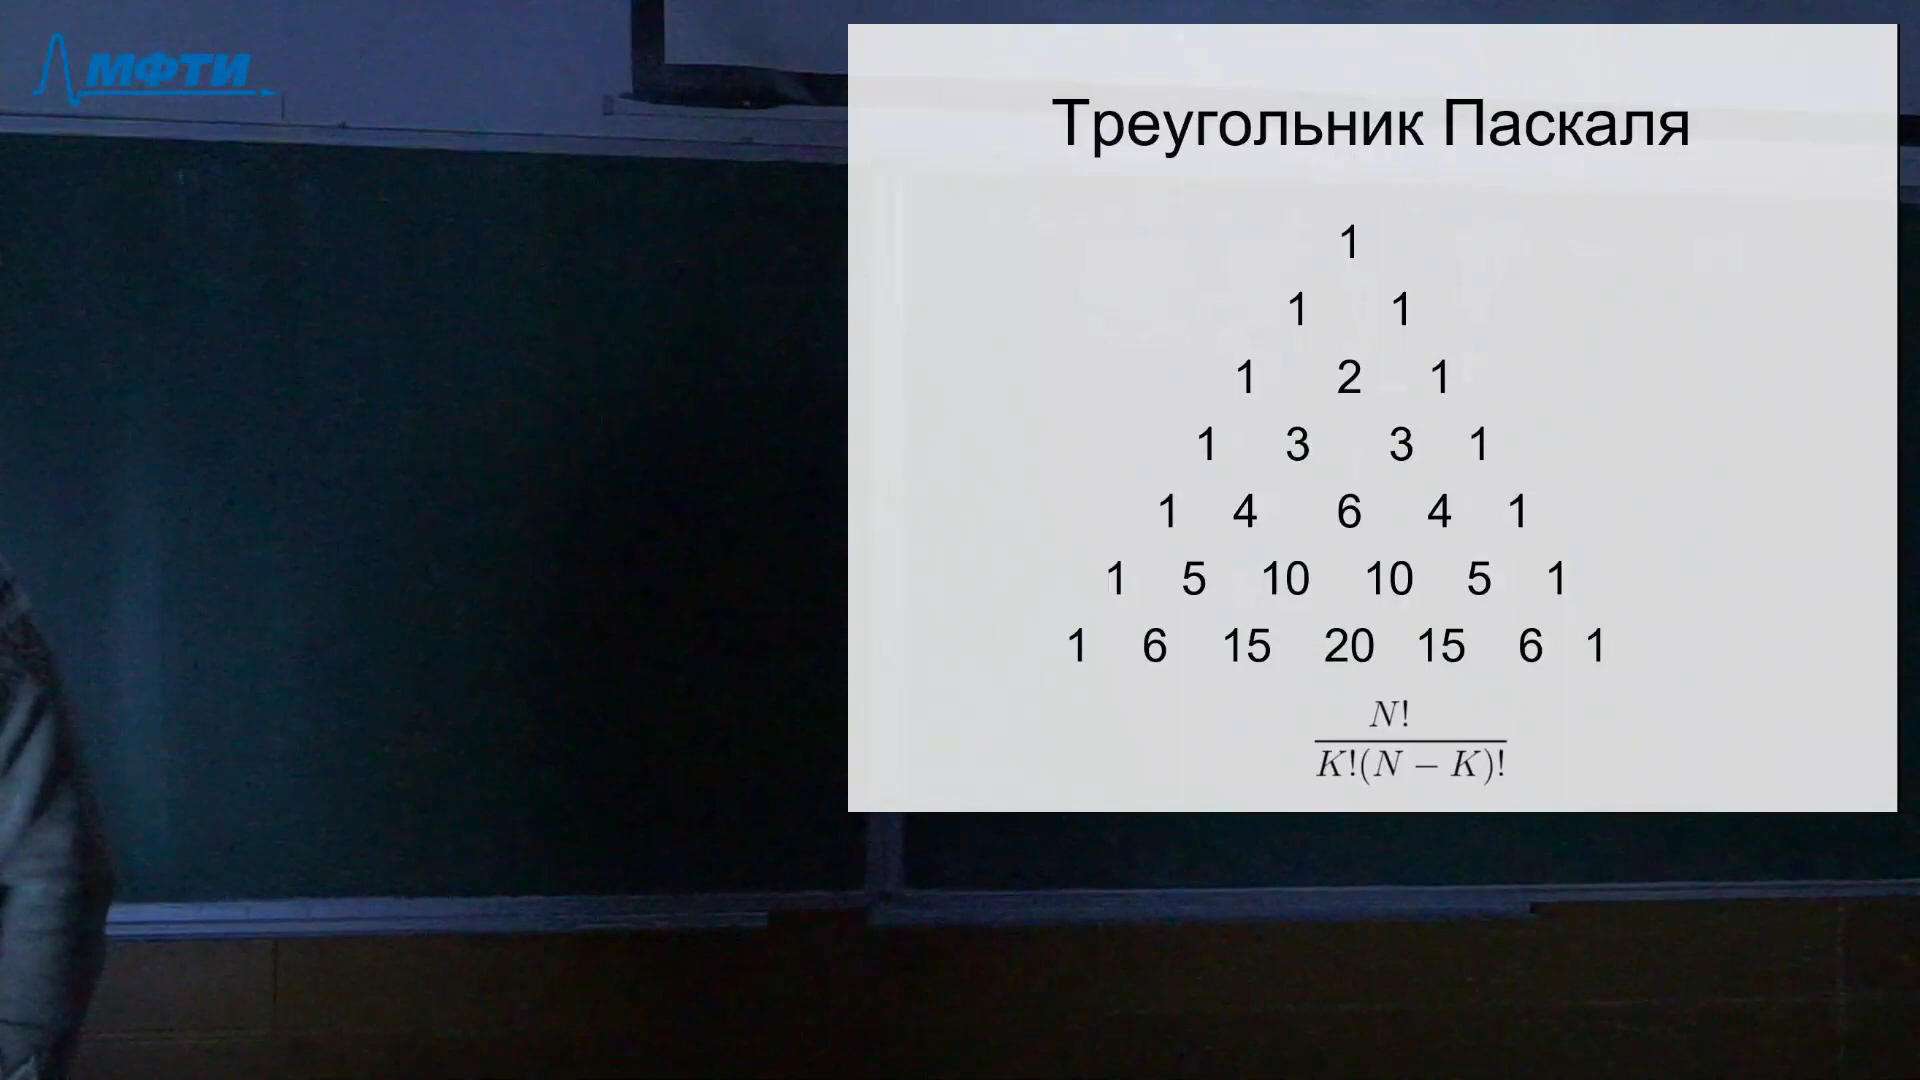 МФТИ
Треугольник Паскаля
1
1 1
1 2 1
1 3 3 1
1 4 6 4 1
1 5 10 10 5 1
1 6 15 20 15 6 1
N!
K!(N − K)!